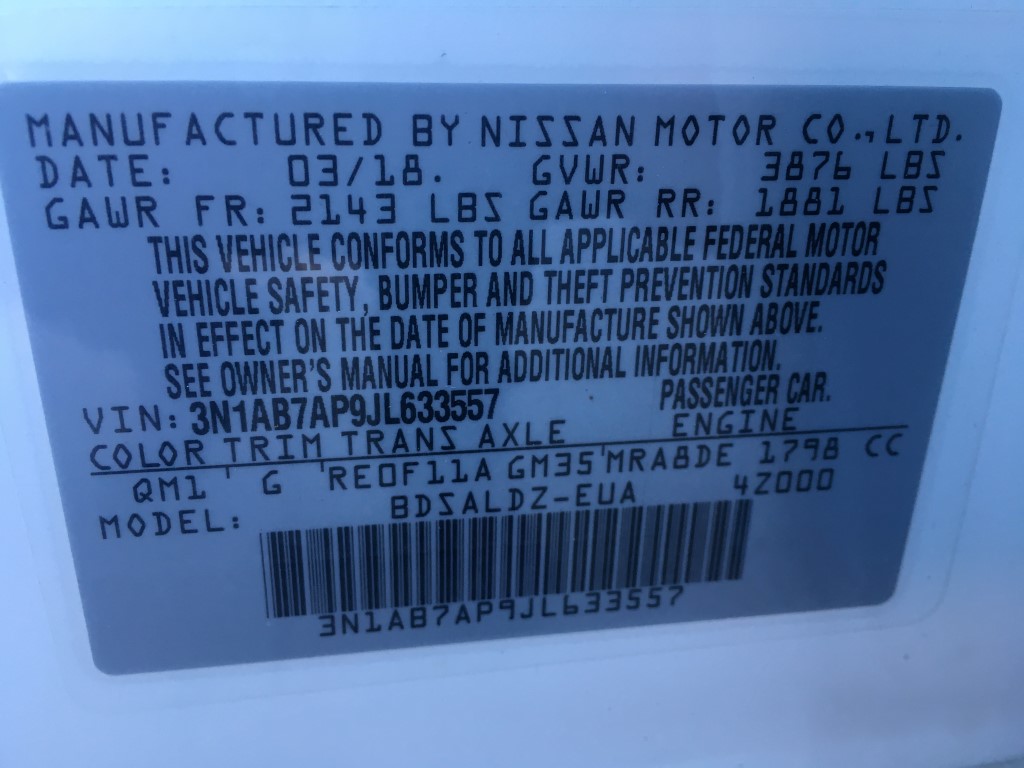 MANUFACTURED BY NISSAN MOTOR CO.,LTD.
DATE: 03/18. GVWR: 3876 LBS
GAWR FR: 2143 LBS GAWR RR: 1881 LBS
THIS VEHICLE CONFORMS TO ALL APPLICABLE FEDERAL MOTOR
VEHICLE SAFETY, BUMPER AND THEFT PREVENTION STANDARDS
IN EFFECT ON THE DATE OF MANUFACTURE SHOWN ABOVE.
SEE OWNER'S MANUAL FOR ADDITIONAL INFORMATION.
VIN: 3N1AB7AP9JL633557 PASSENGER CAR.
COLOR TRIM TRANS AXLE ENGINE
QM1 ' G ' RE0F11A GM35 ' MRA8DE 1798 CC
MODEL: BDSALDZ-EUA 4Z000
3N1AB7AP9JL633557